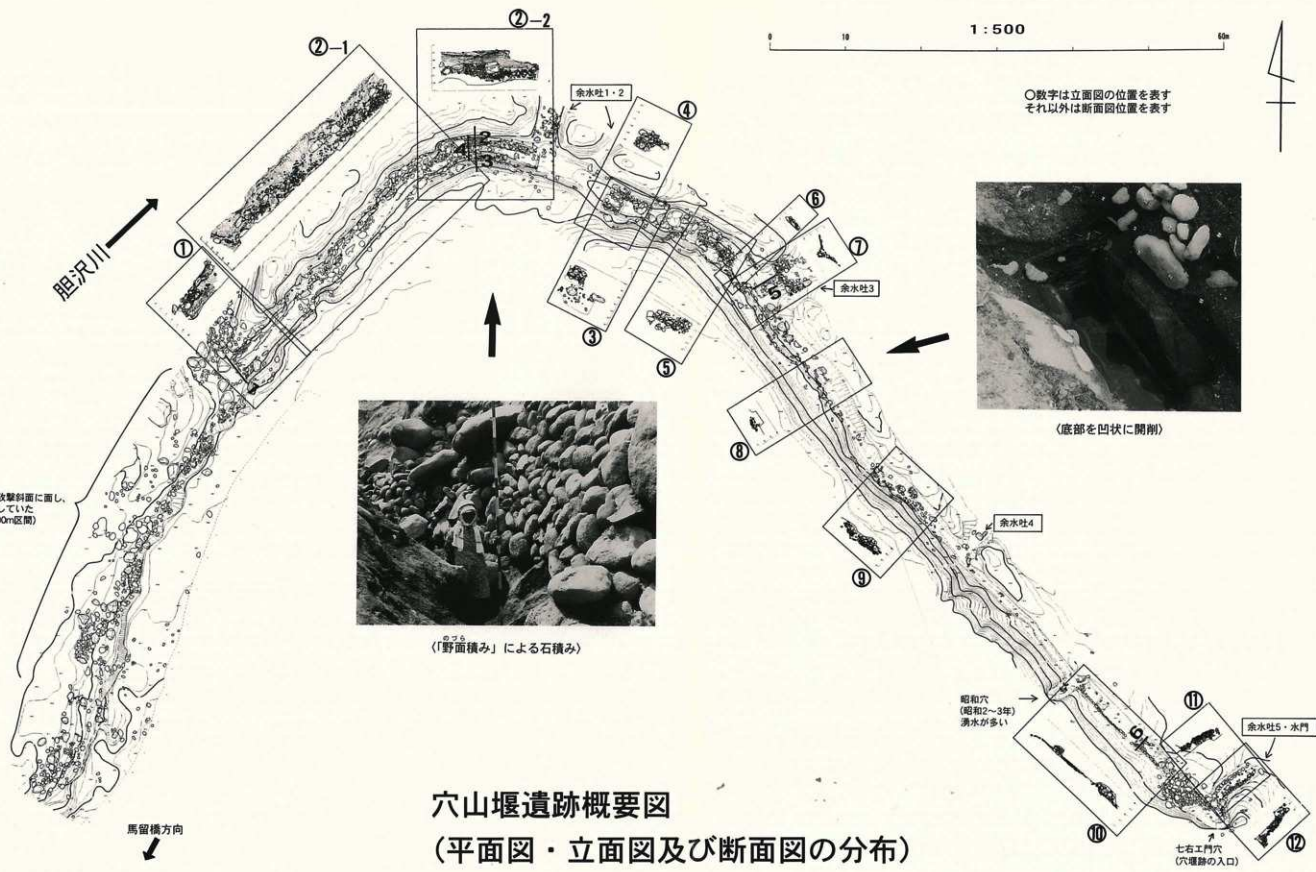 ②-1
②-2
1:500
0 10 60m
○数字は立面図の位置を表す
それ以外は断面図位置を表す
余水吐1・2
④
⑥
⑦
余水吐3
胆沢川
①
2
4
3
5
③
⑤
⑧
〈底部を凹状に開削〉
攻撃斜面に面し、
していた
0m区間)
のづら
〈「野面積み」による石積み〉
⑨
余水吐4
昭和穴
(昭和2~3年)
湧水が多い
6
⑪
余水吐5・水門
⑩
⑫
七右エ門穴
(穴堰跡の入口)
馬留橋方向
穴山堰遺跡概要図
(平面図・立面図及び断面図の分布)